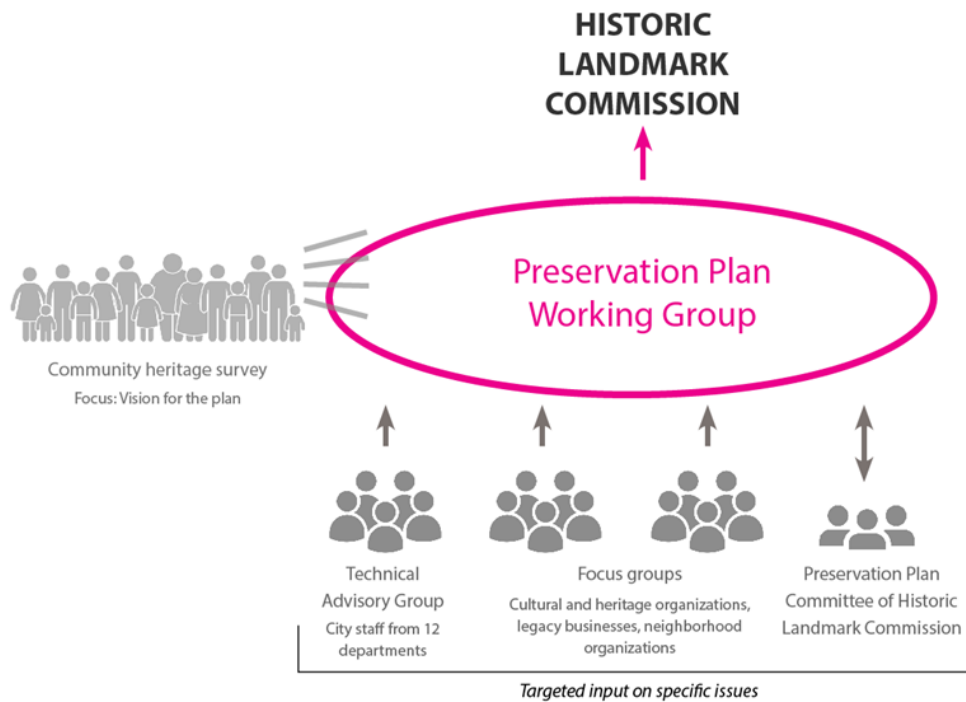 HISTORIC
LANDMARK
COMMISSION
Preservation Plan
Working Group
Community heritage survey
Focus: Vision for the plan
Technical
Advisory Group
City staff from 12
departments
Focus groups
Cultural and heritage organizations,
legacy businesses, neighborhood
organizations
Preservation Plan
Committee of Historic
Landmark Commission
Targeted input on specific issues